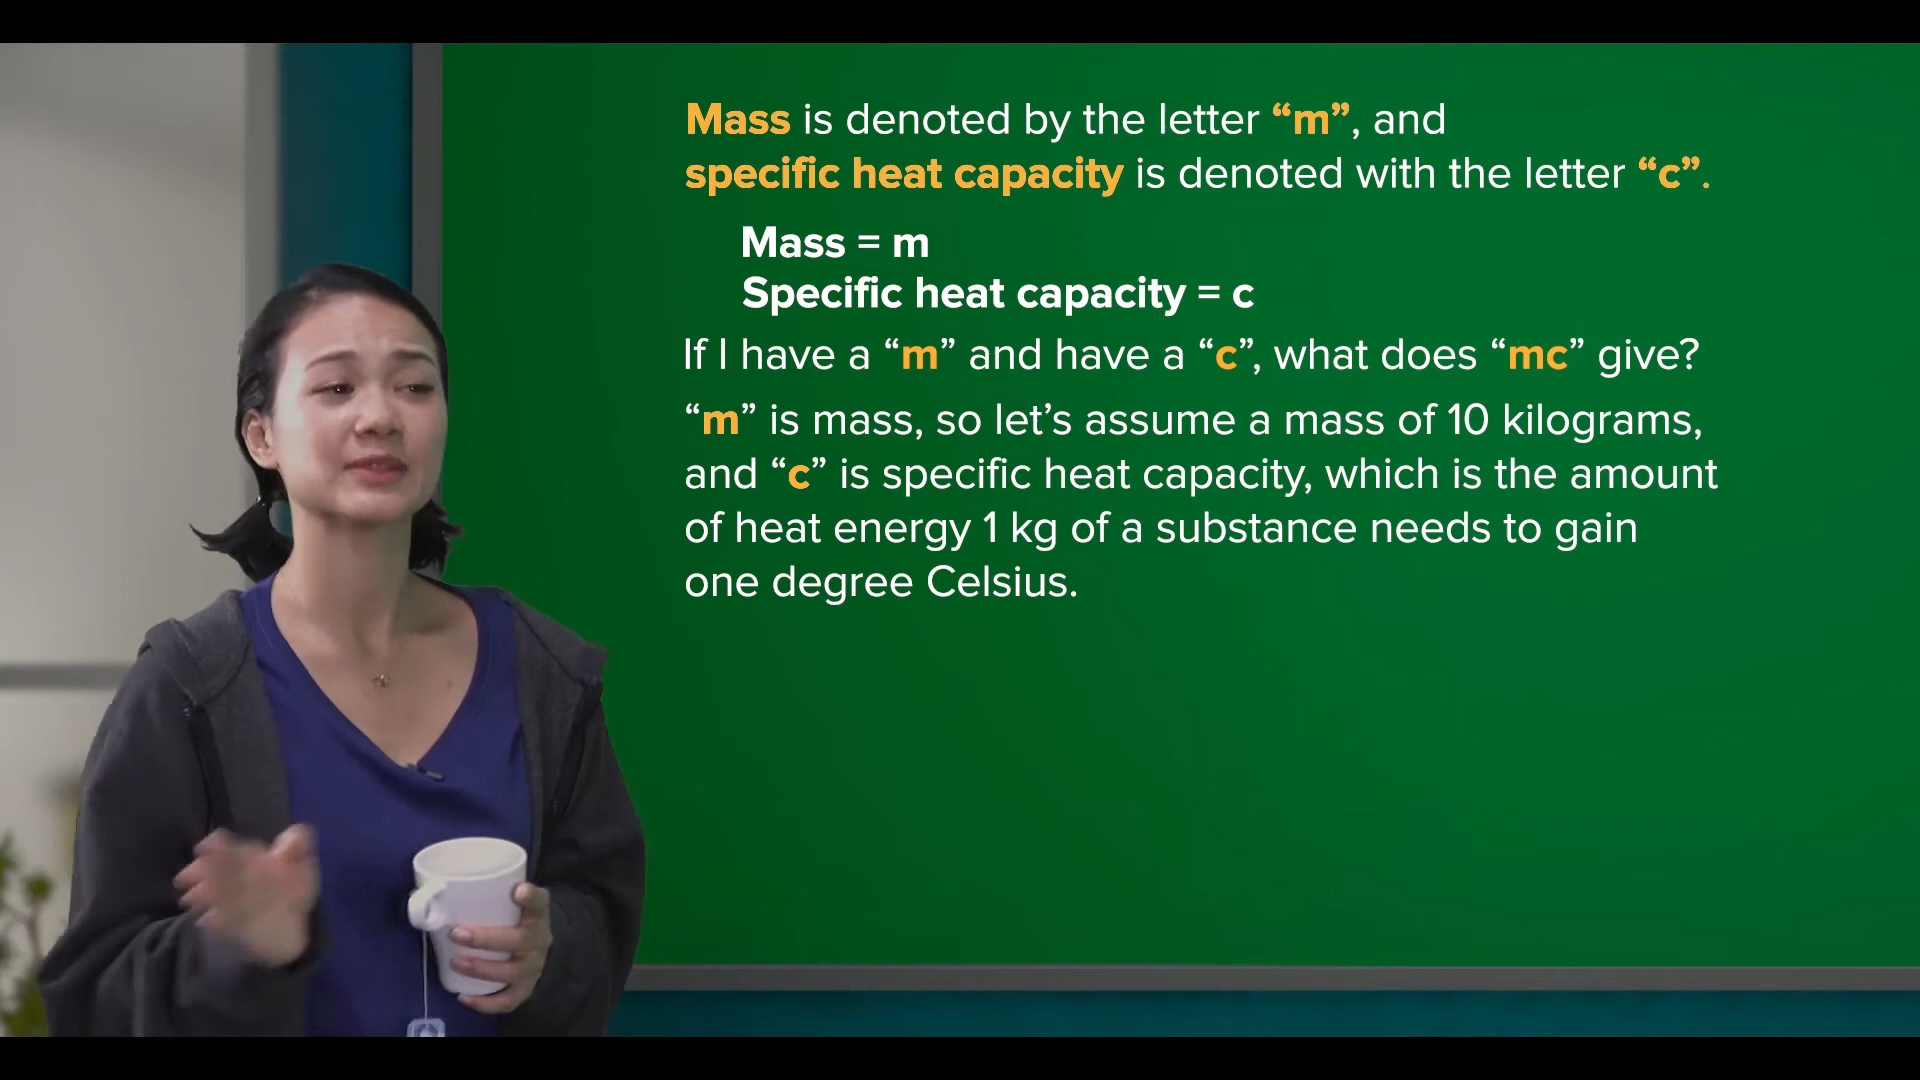 Mass is denoted by the letter “m”, and
specific heat capacity is denoted with the letter “c”.
Mass = m
Specific heat capacity = c
If I have a “m” and have a “c”, what does “mc” give?
“m” is mass, so let’s assume a mass of 10 kilograms,
and “c” is specific heat capacity, which is the amount
of heat energy 1 kg of a substance needs to gain
one degree Celsius.